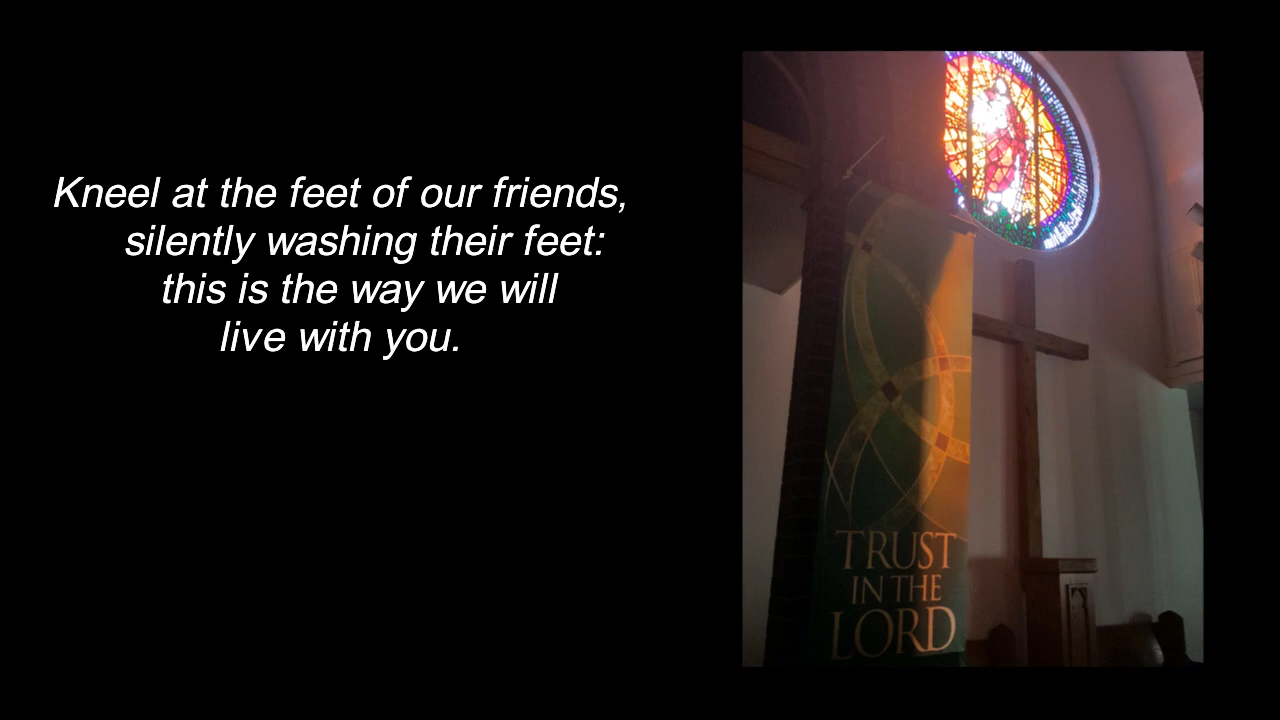 Kneel at the feet of our friends,
silently washing their feet:
this is the way we will
live with you.
TRUST
IN THE
LORD